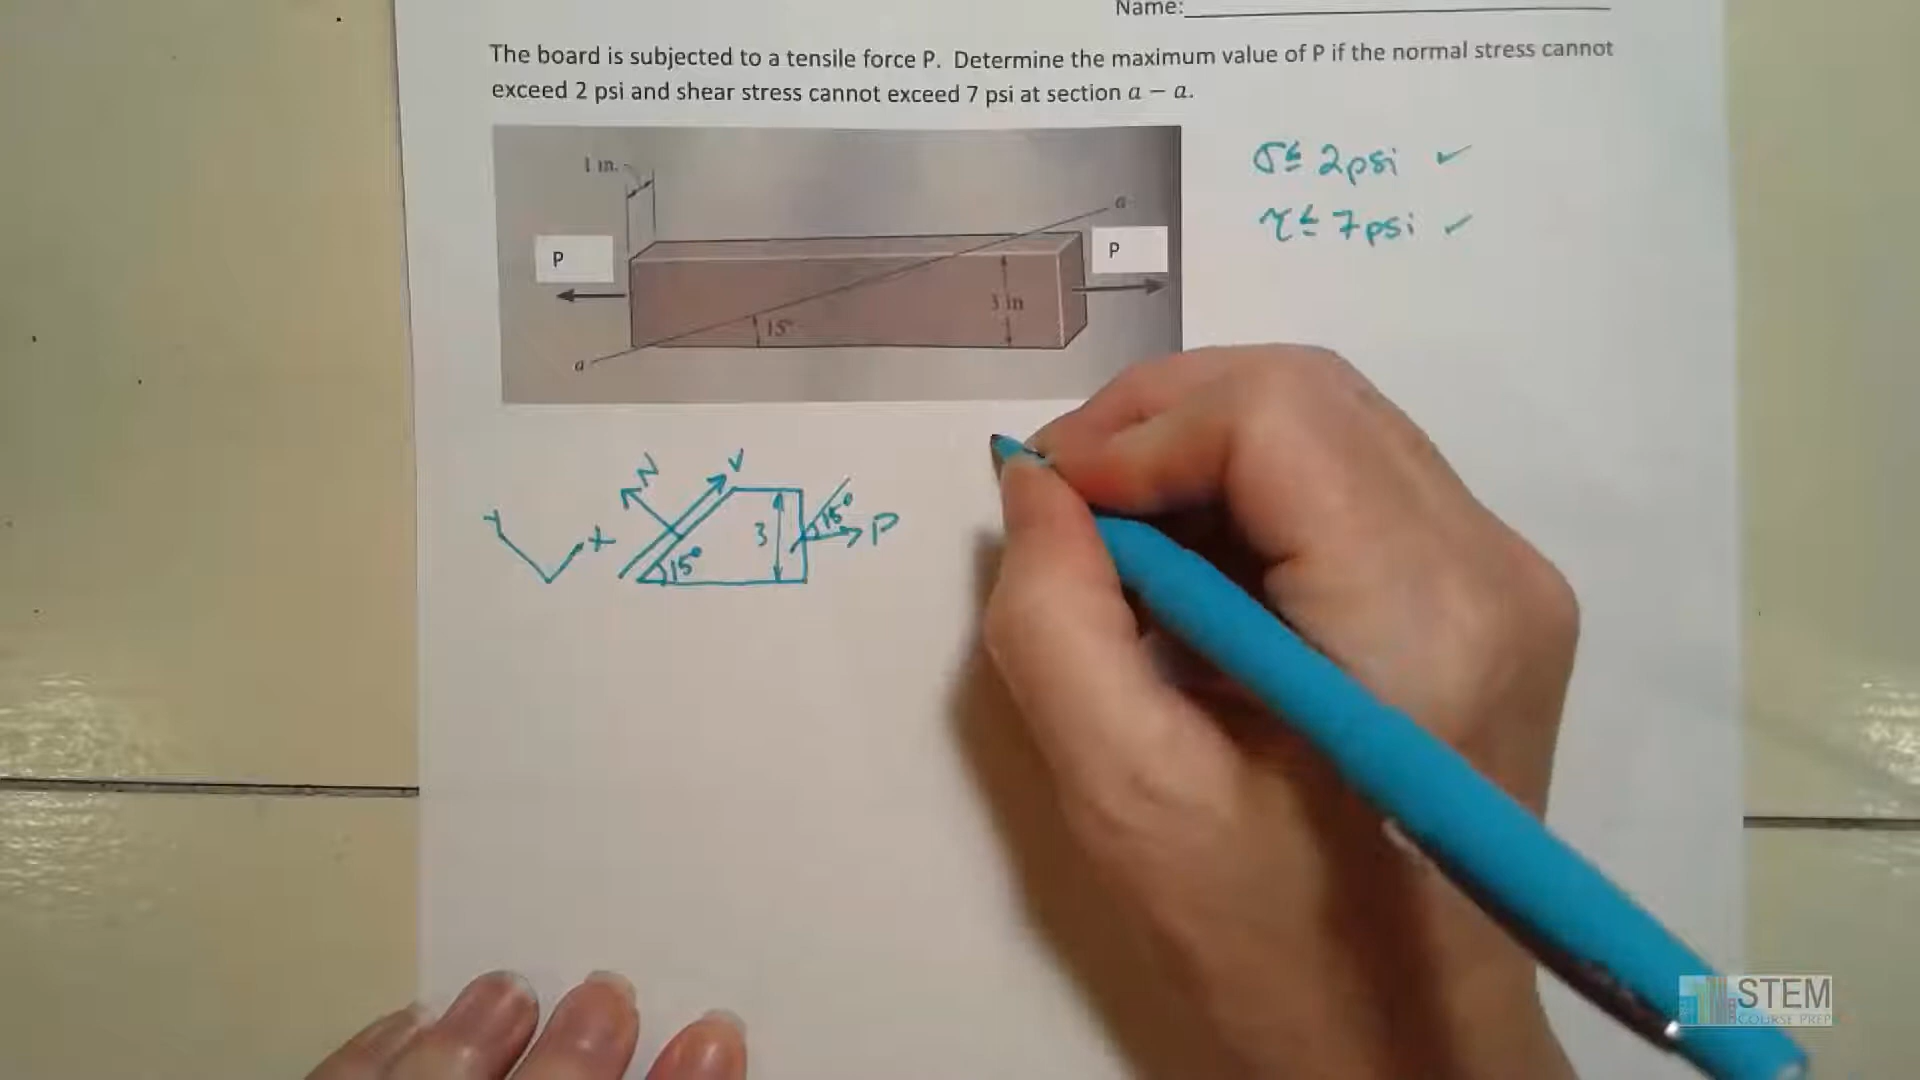 Name:
The board is subjected to a tensile force P. Determine the maximum value of P if the normal stress cannot
exceed 2 psi and shear stress cannot exceed 7 psi at section a – a.
1 in.
a
P
P
3 in
15°
a
σ ≤ 2psi ✓
τ ≤ 7psi ✓
N
V
Y
X
15°
3
15°
P
STEM
COURSE PREP